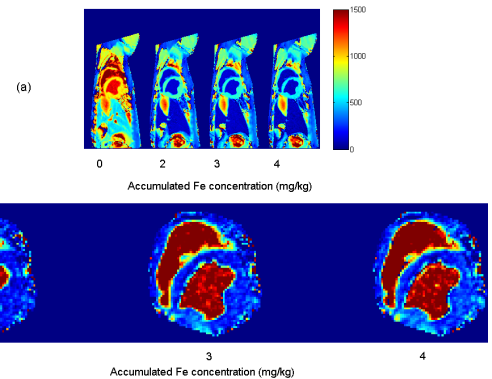 1500
1000
(a)
500
0
0 2 3 4
Accumulated Fe concentration (mg/kg)
3 4
Accumulated Fe concentration (mg/kg)